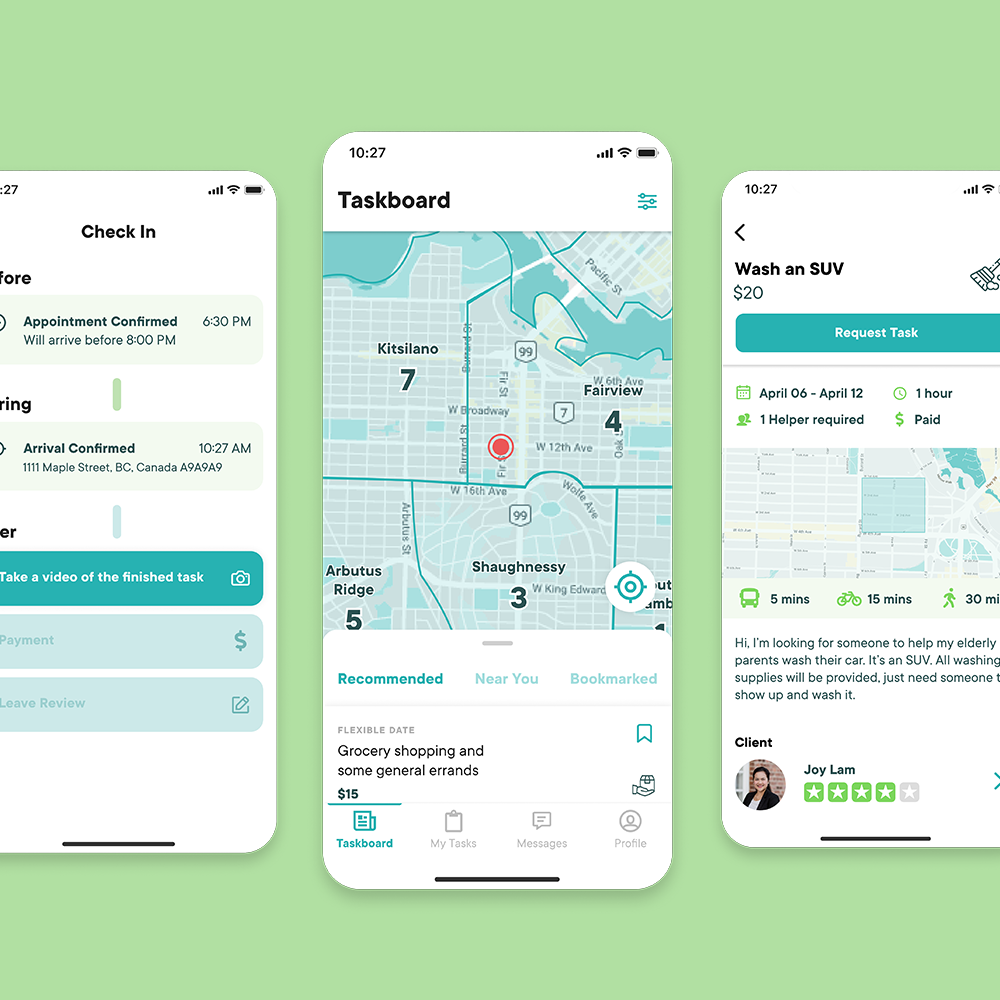 :27
Check In
fore
Appointment Confirmed 6:30 PM
Will arrive before 8:00 PM
ring
Arrival Confirmed 10:27 AM
1111 Maple Street, BC, Canada A9A9A9
er
Take a video of the finished task
Payment
$
Leave Review
10:27
Taskboard
Pacific St
Burrard St
99
Kitsilano
7
Fir St
W 6th Ave
Fairview
4
W Broadway
7
Burrard St
Fir S
W 12th Ave
Oak
W 16th Ave
Wolfe Ave
99
Arbutus St
Shaughnessy
3
W King Edward
Arbutus
Ridge
5
out
amb
Recommended Near You Bookmarked
FLEXIBLE DATE
Grocery shopping and
some general errands
$15
Taskboard My Tasks Messages Profile
10:27
Wash an SUV
$20
Request Task
April 06 - April 12 1 hour
1 Helper required $ Paid
5 mins 15 mins 30 mi
Hi, I'm looking for someone to help my elderly
parents wash their car. It's an SUV. All washing
supplies will be provided, just need someone t
show up and wash it.
Client
Joy Lam